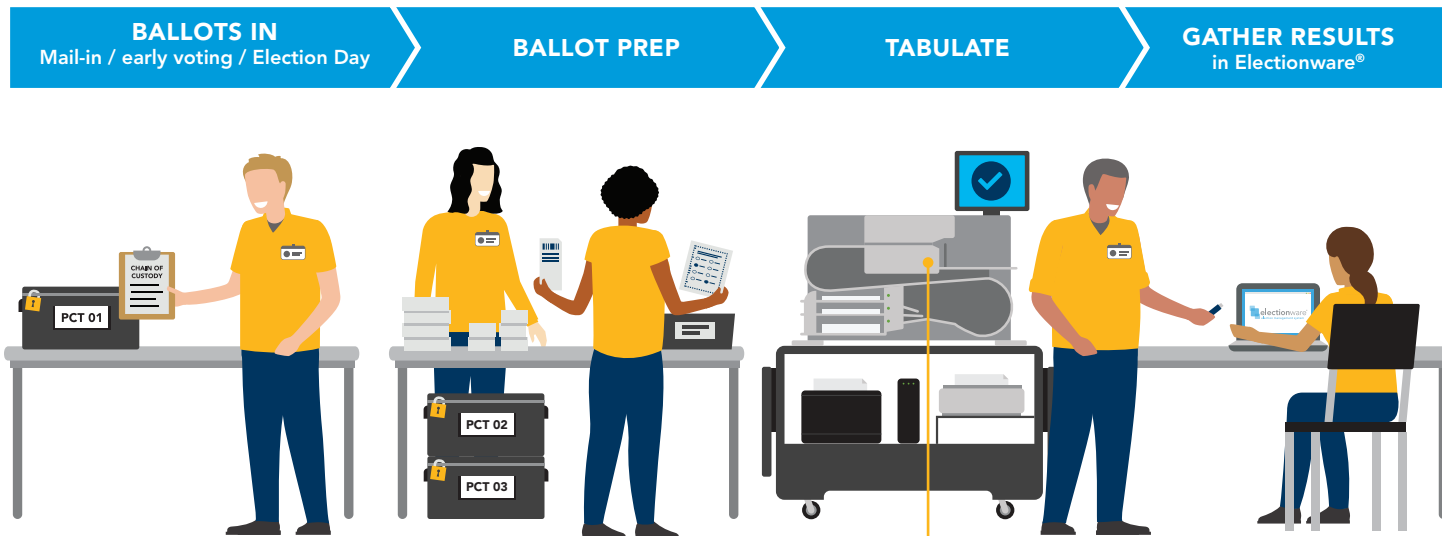 BALLOTS IN
Mail-in / early voting / Election Day
BALLOT PREP
TABULATE
GATHER RESULTS
in Electionware®
CHAIN OF
CUSTODY
PCT 01
PCT 02
PCT 03
electionware